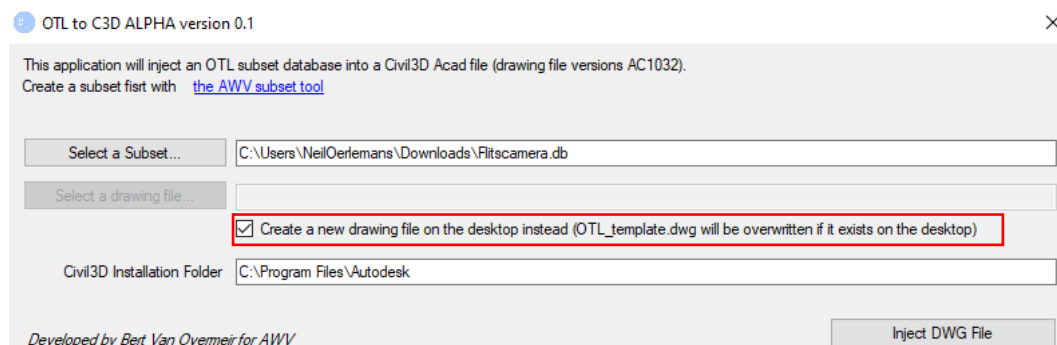 OTL to C3D ALPHA version 0.1
This application will inject an OTL subset database into a Civil3D Acad file (drawing file versions AC1032).
Create a subset fisrt with the AWV subset tool
Select a Subset... C:\Users\NeilOerlemans\Downloads\Flitscamera.db
Select a drawing file...
Create a new drawing file on the desktop instead (OTL_template.dwg will be overwritten if it exists on the desktop)
Civil3D Installation Folder C:\Program Files\Autodesk
Developed by Bert Van Overmeir for AWV Inject DWG File